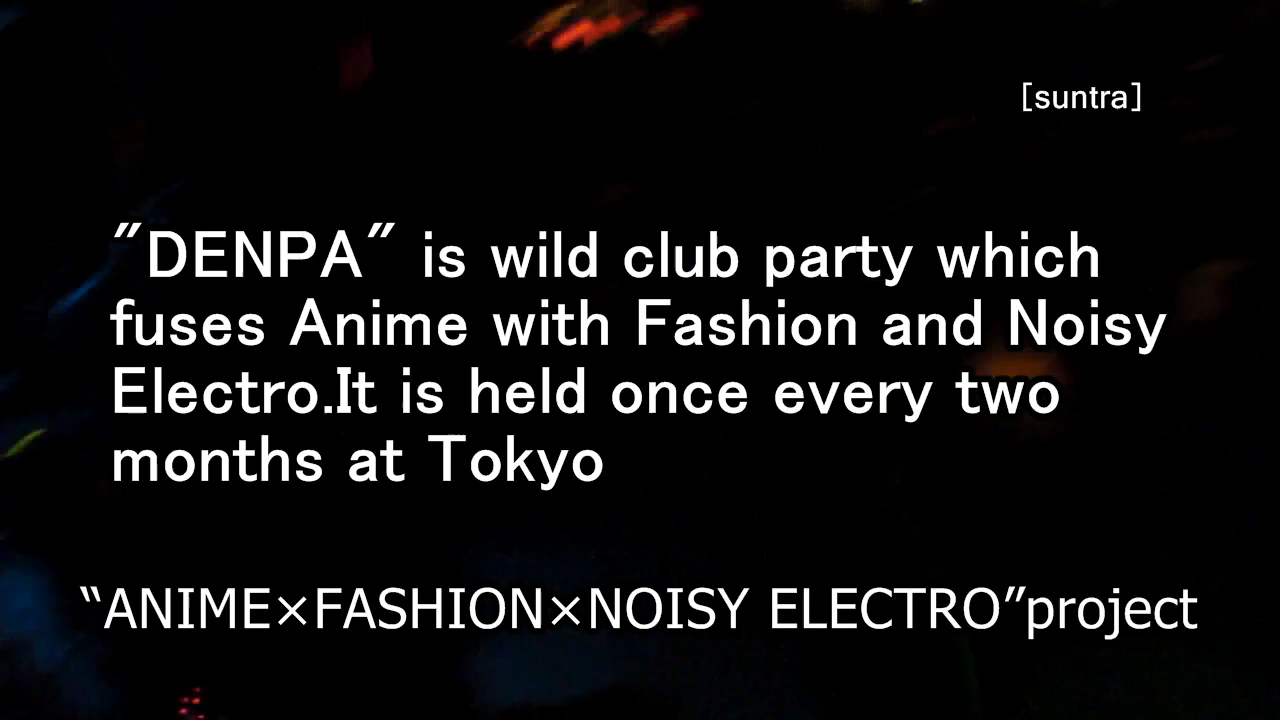 [suntra]
"DENPA" is wild club party which
fuses Anime with Fashion and Noisy
Electro.It is held once every two
months at Tokyo
“ANIME×FASHION×NOISY ELECTRO”project